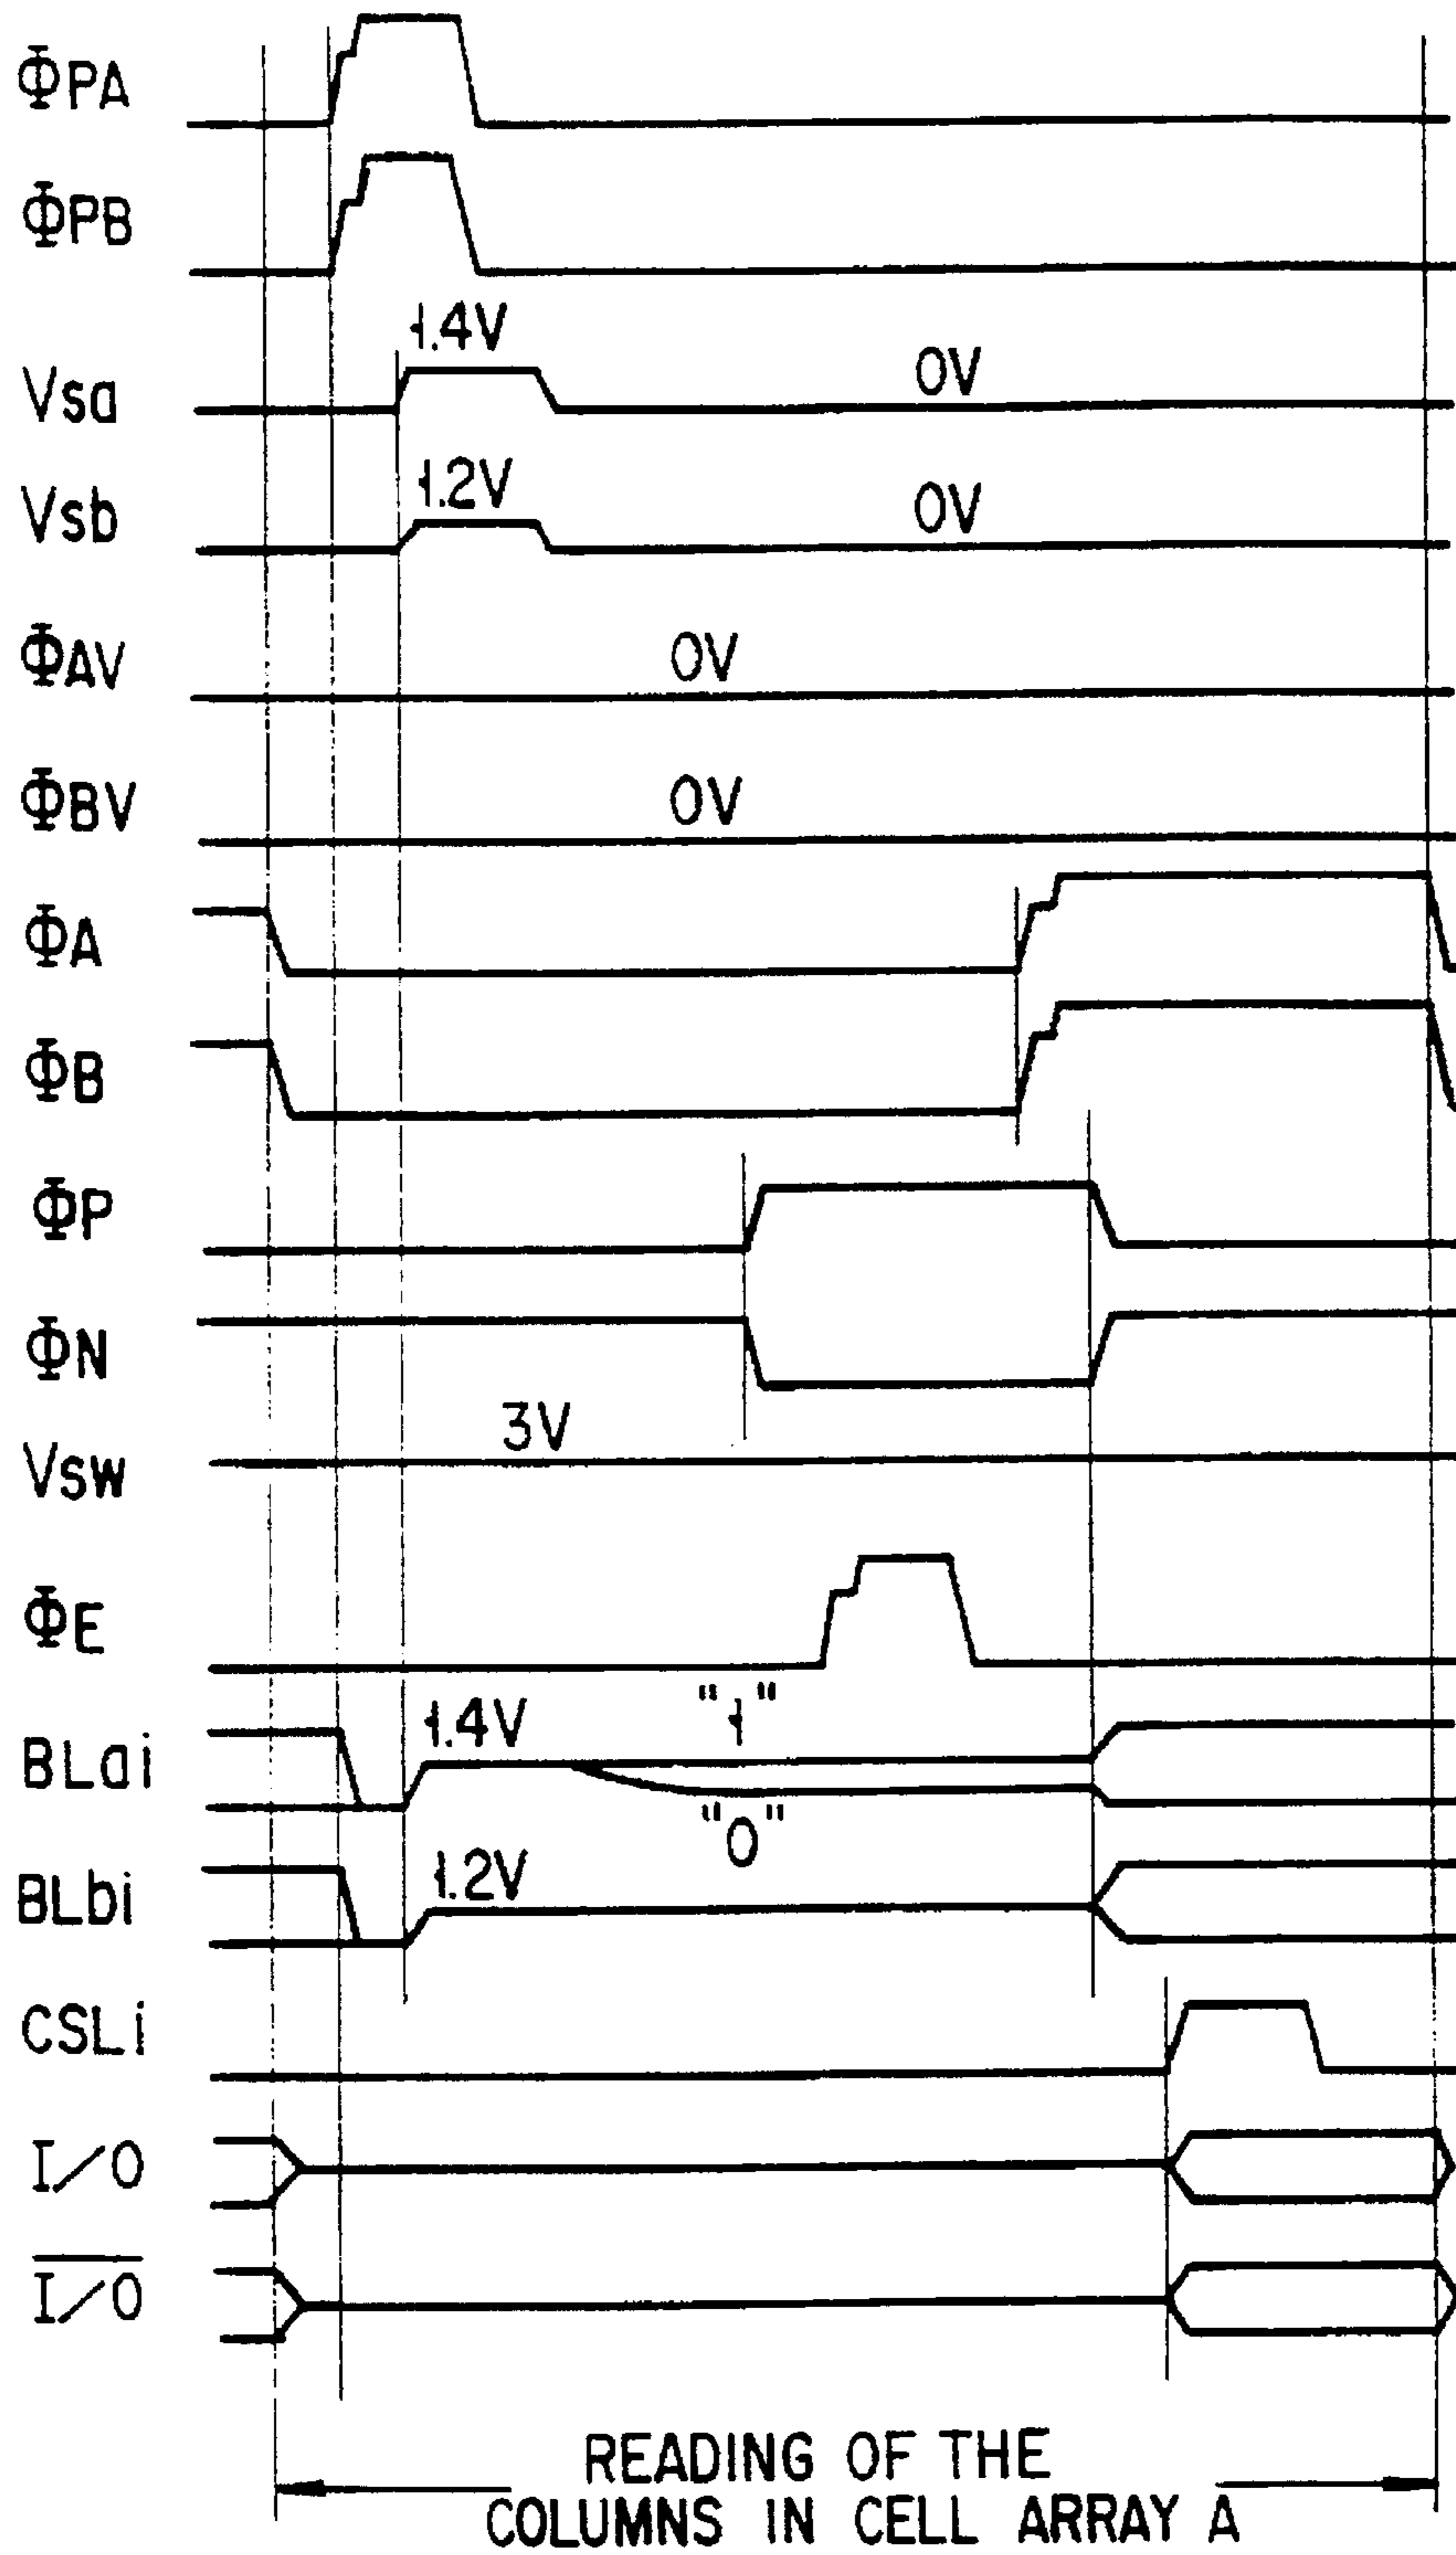 ΦPA
ΦPB
1.4V
Vsa 0V
1.2V
Vsb 0V
ΦAV 0V
ΦBV 0V
ΦA
ΦB
ΦP
ΦN
3V
VSW
ΦE
"1"
1.4V
BLai
"0"
1.2V
BLbi
CSLi
I/O
I/O
READING OF THE
COLUMNS IN CELL ARRAY A